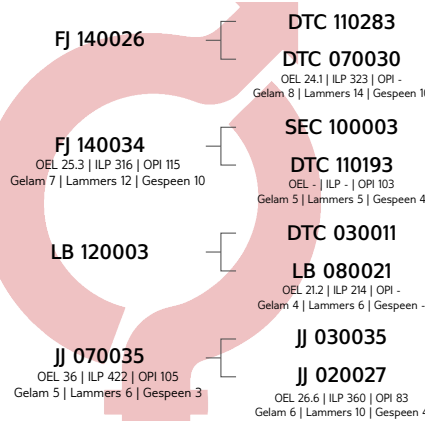 FJ 140026
DTC 110283
DTC 070030
OEL 24.1 | ILP 323 | OPI -
Gelam 8 | Lammers 14 | Gespeen
FJ 140034
OEL 25.3 | ILP 316 | OPI 115
Gelam 7 | Lammers 12 | Gespeen 10
SEC 100003
DTC 110193
OEL - | ILP - | OPI 103
Gelam 5 | Lammers 5 | Gespeen 4
LB 120003
DTC 030011
LB 080021
OEL 21.2 | ILP 214 | OPI -
Gelam 4 | Lammers 6 | Gespeen -
JJ 070035
OEL 36 | ILP 422 | OPI 105
Gelam 5 | Lammers 6 | Gespeen 3
JJ 030035
JJ 020027
OEL 26.6 | ILP 360 | OPI 83
Gelam 6 | Lammers 10 | Gespeen 4